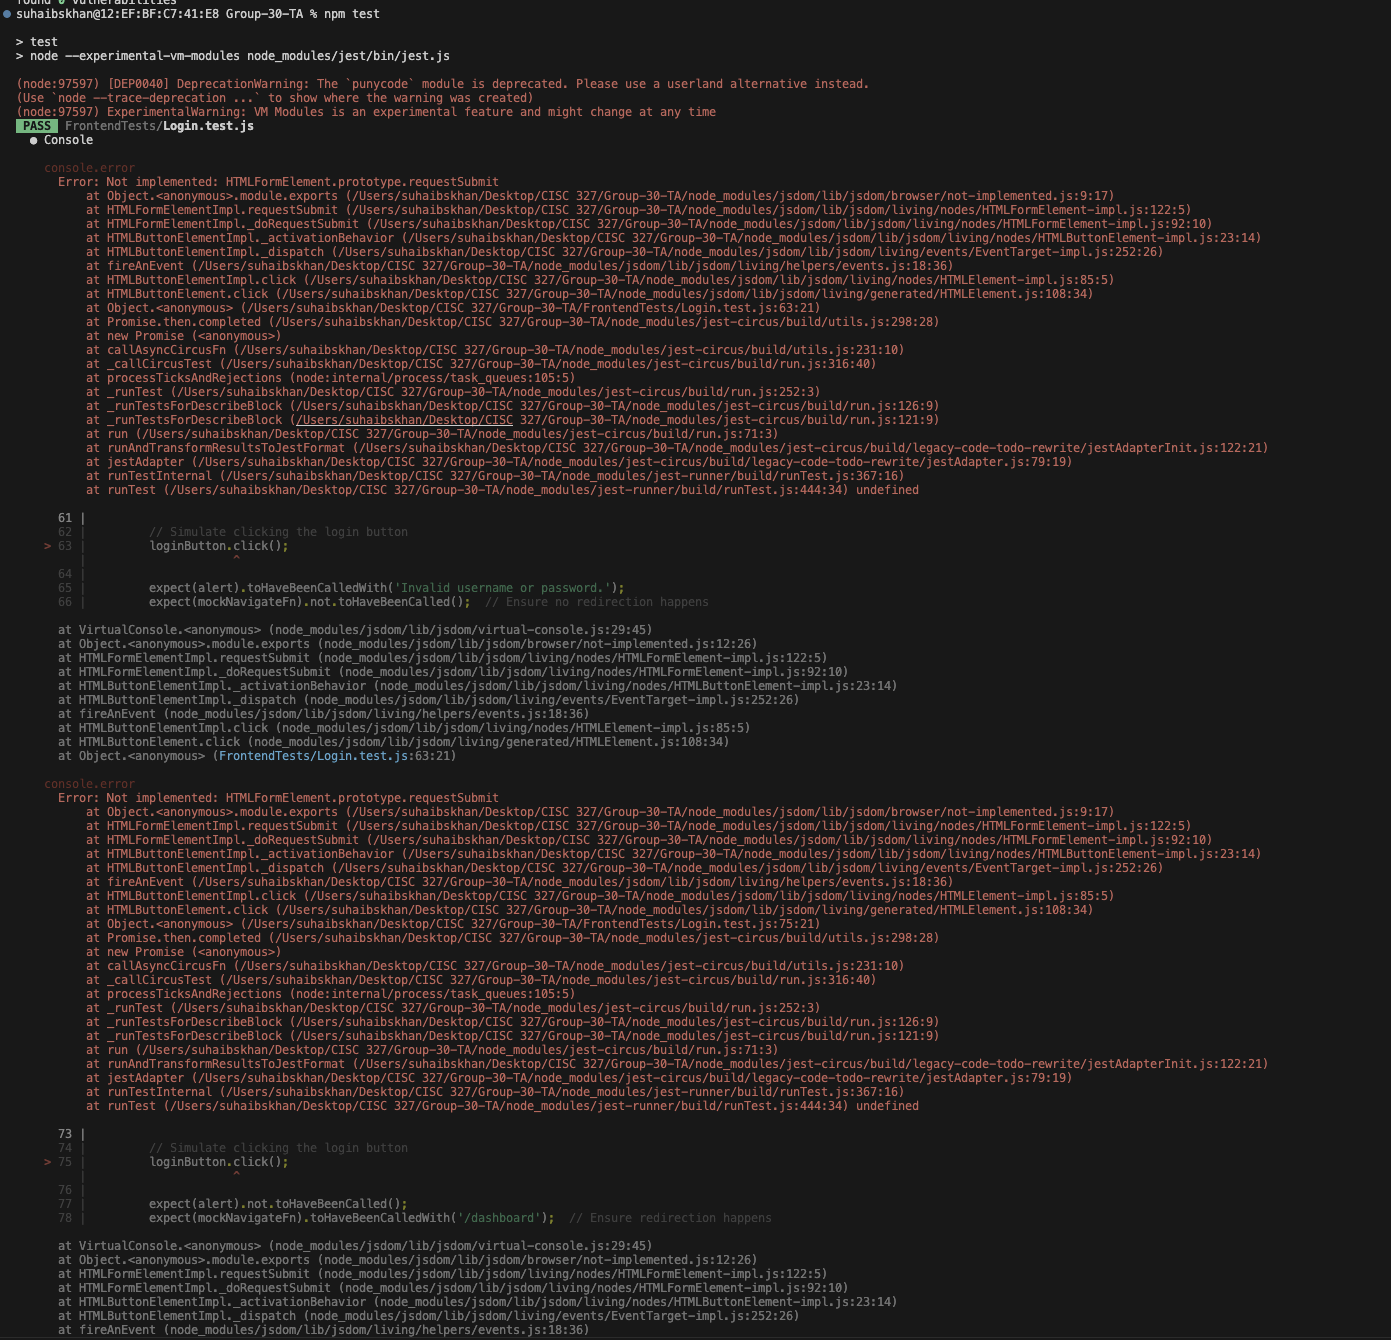 found 0 vulnerabilities
suhaibskhan@12:EF:BF:C7:41:E8 Group-30-TA % npm test
> test
> node --experimental-vm-modules node_modules/jest/bin/jest.js
(node:97597) [DEP0040] DeprecationWarning: The `punycode` module is deprecated. Please use a userland alternative instead.
(Use `node --trace-deprecation ...` to show where the warning was created)
(node:97597) ExperimentalWarning: VM Modules is an experimental feature and might change at any time
PASS FrontendTests/Login.test.js
● Console
console.error
Error: Not implemented: HTMLFormElement.prototype.requestSubmit
at Object.<anonymous>.module.exports (/Users/suhaibskhan/Desktop/CISC 327/Group-30-TA/node_modules/jsdom/lib/jsdom/browser/not-implemented.js:9:17)
at HTMLFormElementImpl.requestSubmit (/Users/suhaibskhan/Desktop/CISC 327/Group-30-TA/node_modules/jsdom/lib/jsdom/living/nodes/HTMLFormElement-impl.js:122:5)
at HTMLFormElementImpl._doRequestSubmit (/Users/suhaibskhan/Desktop/CISC 327/Group-30-TA/node_modules/jsdom/lib/jsdom/living/nodes/HTMLFormElement-impl.js:92:10)
at HTMLButtonElementImpl._activationBehavior (/Users/suhaibskhan/Desktop/CISC 327/Group-30-TA/node_modules/jsdom/lib/jsdom/living/nodes/HTMLButtonElement-impl.js:23:14)
at HTMLButtonElementImpl._dispatch (/Users/suhaibskhan/Desktop/CISC 327/Group-30-TA/node_modules/jsdom/lib/jsdom/living/events/EventTarget-impl.js:252:26)
at fireAnEvent (/Users/suhaibskhan/Desktop/CISC 327/Group-30-TA/node_modules/jsdom/lib/jsdom/living/helpers/events.js:18:36)
at HTMLButtonElementImpl.click (/Users/suhaibskhan/Desktop/CISC 327/Group-30-TA/node_modules/jsdom/lib/jsdom/living/nodes/HTMLElement-impl.js:85:5)
at HTMLButtonElement.click (/Users/suhaibskhan/Desktop/CISC 327/Group-30-TA/node_modules/jsdom/lib/jsdom/living/generated/HTMLElement.js:108:34)
at Object.<anonymous> (/Users/suhaibskhan/Desktop/CISC 327/Group-30-TA/FrontendTests/Login.test.js:63:21)
at Promise.then.completed (/Users/suhaibskhan/Desktop/CISC 327/Group-30-TA/node_modules/jest-circus/build/utils.js:298:28)
at new Promise (<anonymous>)
at callAsyncCircusFn (/Users/suhaibskhan/Desktop/CISC 327/Group-30-TA/node_modules/jest-circus/build/utils.js:231:10)
at _callCircusTest (/Users/suhaibskhan/Desktop/CISC 327/Group-30-TA/node_modules/jest-circus/build/run.js:316:40)
at processTicksAndRejections (node:internal/process/task_queues:105:5)
at _runTest (/Users/suhaibskhan/Desktop/CISC 327/Group-30-TA/node_modules/jest-circus/build/run.js:252:3)
at _runTestsForDescribeBlock (/Users/suhaibskhan/Desktop/CISC 327/Group-30-TA/node_modules/jest-circus/build/run.js:126:9)
at _runTestsForDescribeBlock (/Users/suhaibskhan/Desktop/CISC 327/Group-30-TA/node_modules/jest-circus/build/run.js:121:9)
at run (/Users/suhaibskhan/Desktop/CISC 327/Group-30-TA/node_modules/jest-circus/build/run.js:71:3)
at runAndTransformResultsToJestFormat (/Users/suhaibskhan/Desktop/CISC 327/Group-30-TA/node_modules/jest-circus/build/legacy-code-todo-rewrite/jestAdapterInit.js:122:21)
at jestAdapter (/Users/suhaibskhan/Desktop/CISC 327/Group-30-TA/node_modules/jest-circus/build/legacy-code-todo-rewrite/jestAdapter.js:79:19)
at runTestInternal (/Users/suhaibskhan/Desktop/CISC 327/Group-30-TA/node_modules/jest-runner/build/runTest.js:367:16)
at runTest (/Users/suhaibskhan/Desktop/CISC 327/Group-30-TA/node_modules/jest-runner/build/runTest.js:444:34) undefined
61 |
62 | // Simulate clicking the login button
> 63 | loginButton.click();
| ^
64 |
65 | expect(alert).toHaveBeenCalledWith('Invalid username or password.');
66 | expect(mockNavigateFn).not.toHaveBeenCalled(); // Ensure no redirection happens
at VirtualConsole.<anonymous> (node_modules/jsdom/lib/jsdom/virtual-console.js:29:45)
at Object.<anonymous>.module.exports (node_modules/jsdom/lib/jsdom/browser/not-implemented.js:12:26)
at HTMLFormElementImpl.requestSubmit (node_modules/jsdom/lib/jsdom/living/nodes/HTMLFormElement-impl.js:122:5)
at HTMLFormElementImpl._doRequestSubmit (node_modules/jsdom/lib/jsdom/living/nodes/HTMLFormElement-impl.js:92:10)
at HTMLButtonElementImpl._activationBehavior (node_modules/jsdom/lib/jsdom/living/nodes/HTMLButtonElement-impl.js:23:14)
at HTMLButtonElementImpl._dispatch (node_modules/jsdom/lib/jsdom/living/events/EventTarget-impl.js:252:26)
at fireAnEvent (node_modules/jsdom/lib/jsdom/living/helpers/events.js:18:36)
at HTMLButtonElementImpl.click (node_modules/jsdom/lib/jsdom/living/nodes/HTMLElement-impl.js:85:5)
at HTMLButtonElement.click (node_modules/jsdom/lib/jsdom/living/generated/HTMLElement.js:108:34)
at Object.<anonymous> (FrontendTests/Login.test.js:63:21)
console.error
Error: Not implemented: HTMLFormElement.prototype.requestSubmit
at Object.<anonymous>.module.exports (/Users/suhaibskhan/Desktop/CISC 327/Group-30-TA/node_modules/jsdom/lib/jsdom/browser/not-implemented.js:9:17)
at HTMLFormElementImpl.requestSubmit (/Users/suhaibskhan/Desktop/CISC 327/Group-30-TA/node_modules/jsdom/lib/jsdom/living/nodes/HTMLFormElement-impl.js:122:5)
at HTMLFormElementImpl._doRequestSubmit (/Users/suhaibskhan/Desktop/CISC 327/Group-30-TA/node_modules/jsdom/lib/jsdom/living/nodes/HTMLFormElement-impl.js:92:10)
at HTMLButtonElementImpl._activationBehavior (/Users/suhaibskhan/Desktop/CISC 327/Group-30-TA/node_modules/jsdom/lib/jsdom/living/nodes/HTMLButtonElement-impl.js:23:14)
at HTMLButtonElementImpl._dispatch (/Users/suhaibskhan/Desktop/CISC 327/Group-30-TA/node_modules/jsdom/lib/jsdom/living/events/EventTarget-impl.js:252:26)
at fireAnEvent (/Users/suhaibskhan/Desktop/CISC 327/Group-30-TA/node_modules/jsdom/lib/jsdom/living/helpers/events.js:18:36)
at HTMLButtonElementImpl.click (/Users/suhaibskhan/Desktop/CISC 327/Group-30-TA/node_modules/jsdom/lib/jsdom/living/nodes/HTMLElement-impl.js:85:5)
at HTMLButtonElement.click (/Users/suhaibskhan/Desktop/CISC 327/Group-30-TA/node_modules/jsdom/lib/jsdom/living/generated/HTMLElement.js:108:34)
at Object.<anonymous> (/Users/suhaibskhan/Desktop/CISC 327/Group-30-TA/FrontendTests/Login.test.js:75:21)
at Promise.then.completed (/Users/suhaibskhan/Desktop/CISC 327/Group-30-TA/node_modules/jest-circus/build/utils.js:298:28)
at new Promise (<anonymous>)
at callAsyncCircusFn (/Users/suhaibskhan/Desktop/CISC 327/Group-30-TA/node_modules/jest-circus/build/utils.js:231:10)
at _callCircusTest (/Users/suhaibskhan/Desktop/CISC 327/Group-30-TA/node_modules/jest-circus/build/run.js:316:40)
at processTicksAndRejections (node:internal/process/task_queues:105:5)
at _runTest (/Users/suhaibskhan/Desktop/CISC 327/Group-30-TA/node_modules/jest-circus/build/run.js:252:3)
at _runTestsForDescribeBlock (/Users/suhaibskhan/Desktop/CISC 327/Group-30-TA/node_modules/jest-circus/build/run.js:126:9)
at _runTestsForDescribeBlock (/Users/suhaibskhan/Desktop/CISC 327/Group-30-TA/node_modules/jest-circus/build/run.js:121:9)
at run (/Users/suhaibskhan/Desktop/CISC 327/Group-30-TA/node_modules/jest-circus/build/run.js:71:3)
at runAndTransformResultsToJestFormat (/Users/suhaibskhan/Desktop/CISC 327/Group-30-TA/node_modules/jest-circus/build/legacy-code-todo-rewrite/jestAdapterInit.js:122:21)
at jestAdapter (/Users/suhaibskhan/Desktop/CISC 327/Group-30-TA/node_modules/jest-circus/build/legacy-code-todo-rewrite/jestAdapter.js:79:19)
at runTestInternal (/Users/suhaibskhan/Desktop/CISC 327/Group-30-TA/node_modules/jest-runner/build/runTest.js:367:16)
at runTest (/Users/suhaibskhan/Desktop/CISC 327/Group-30-TA/node_modules/jest-runner/build/runTest.js:444:34) undefined
73 |
74 | // Simulate clicking the login button
> 75 | loginButton.click();
| ^
76 |
77 | expect(alert).not.toHaveBeenCalled();
78 | expect(mockNavigateFn).toHaveBeenCalledWith('/dashboard'); // Ensure redirection happens
at VirtualConsole.<anonymous> (node_modules/jsdom/lib/jsdom/virtual-console.js:29:45)
at Object.<anonymous>.module.exports (node_modules/jsdom/lib/jsdom/browser/not-implemented.js:12:26)
at HTMLFormElementImpl.requestSubmit (node_modules/jsdom/lib/jsdom/living/nodes/HTMLFormElement-impl.js:122:5)
at HTMLFormElementImpl._doRequestSubmit (node_modules/jsdom/lib/jsdom/living/nodes/HTMLFormElement-impl.js:92:10)
at HTMLButtonElementImpl._activationBehavior (node_modules/jsdom/lib/jsdom/living/nodes/HTMLButtonElement-impl.js:23:14)
at HTMLButtonElementImpl._dispatch (node_modules/jsdom/lib/jsdom/living/events/EventTarget-impl.js:252:26)
at fireAnEvent (node_modules/jsdom/lib/jsdom/living/helpers/events.js:18:36)